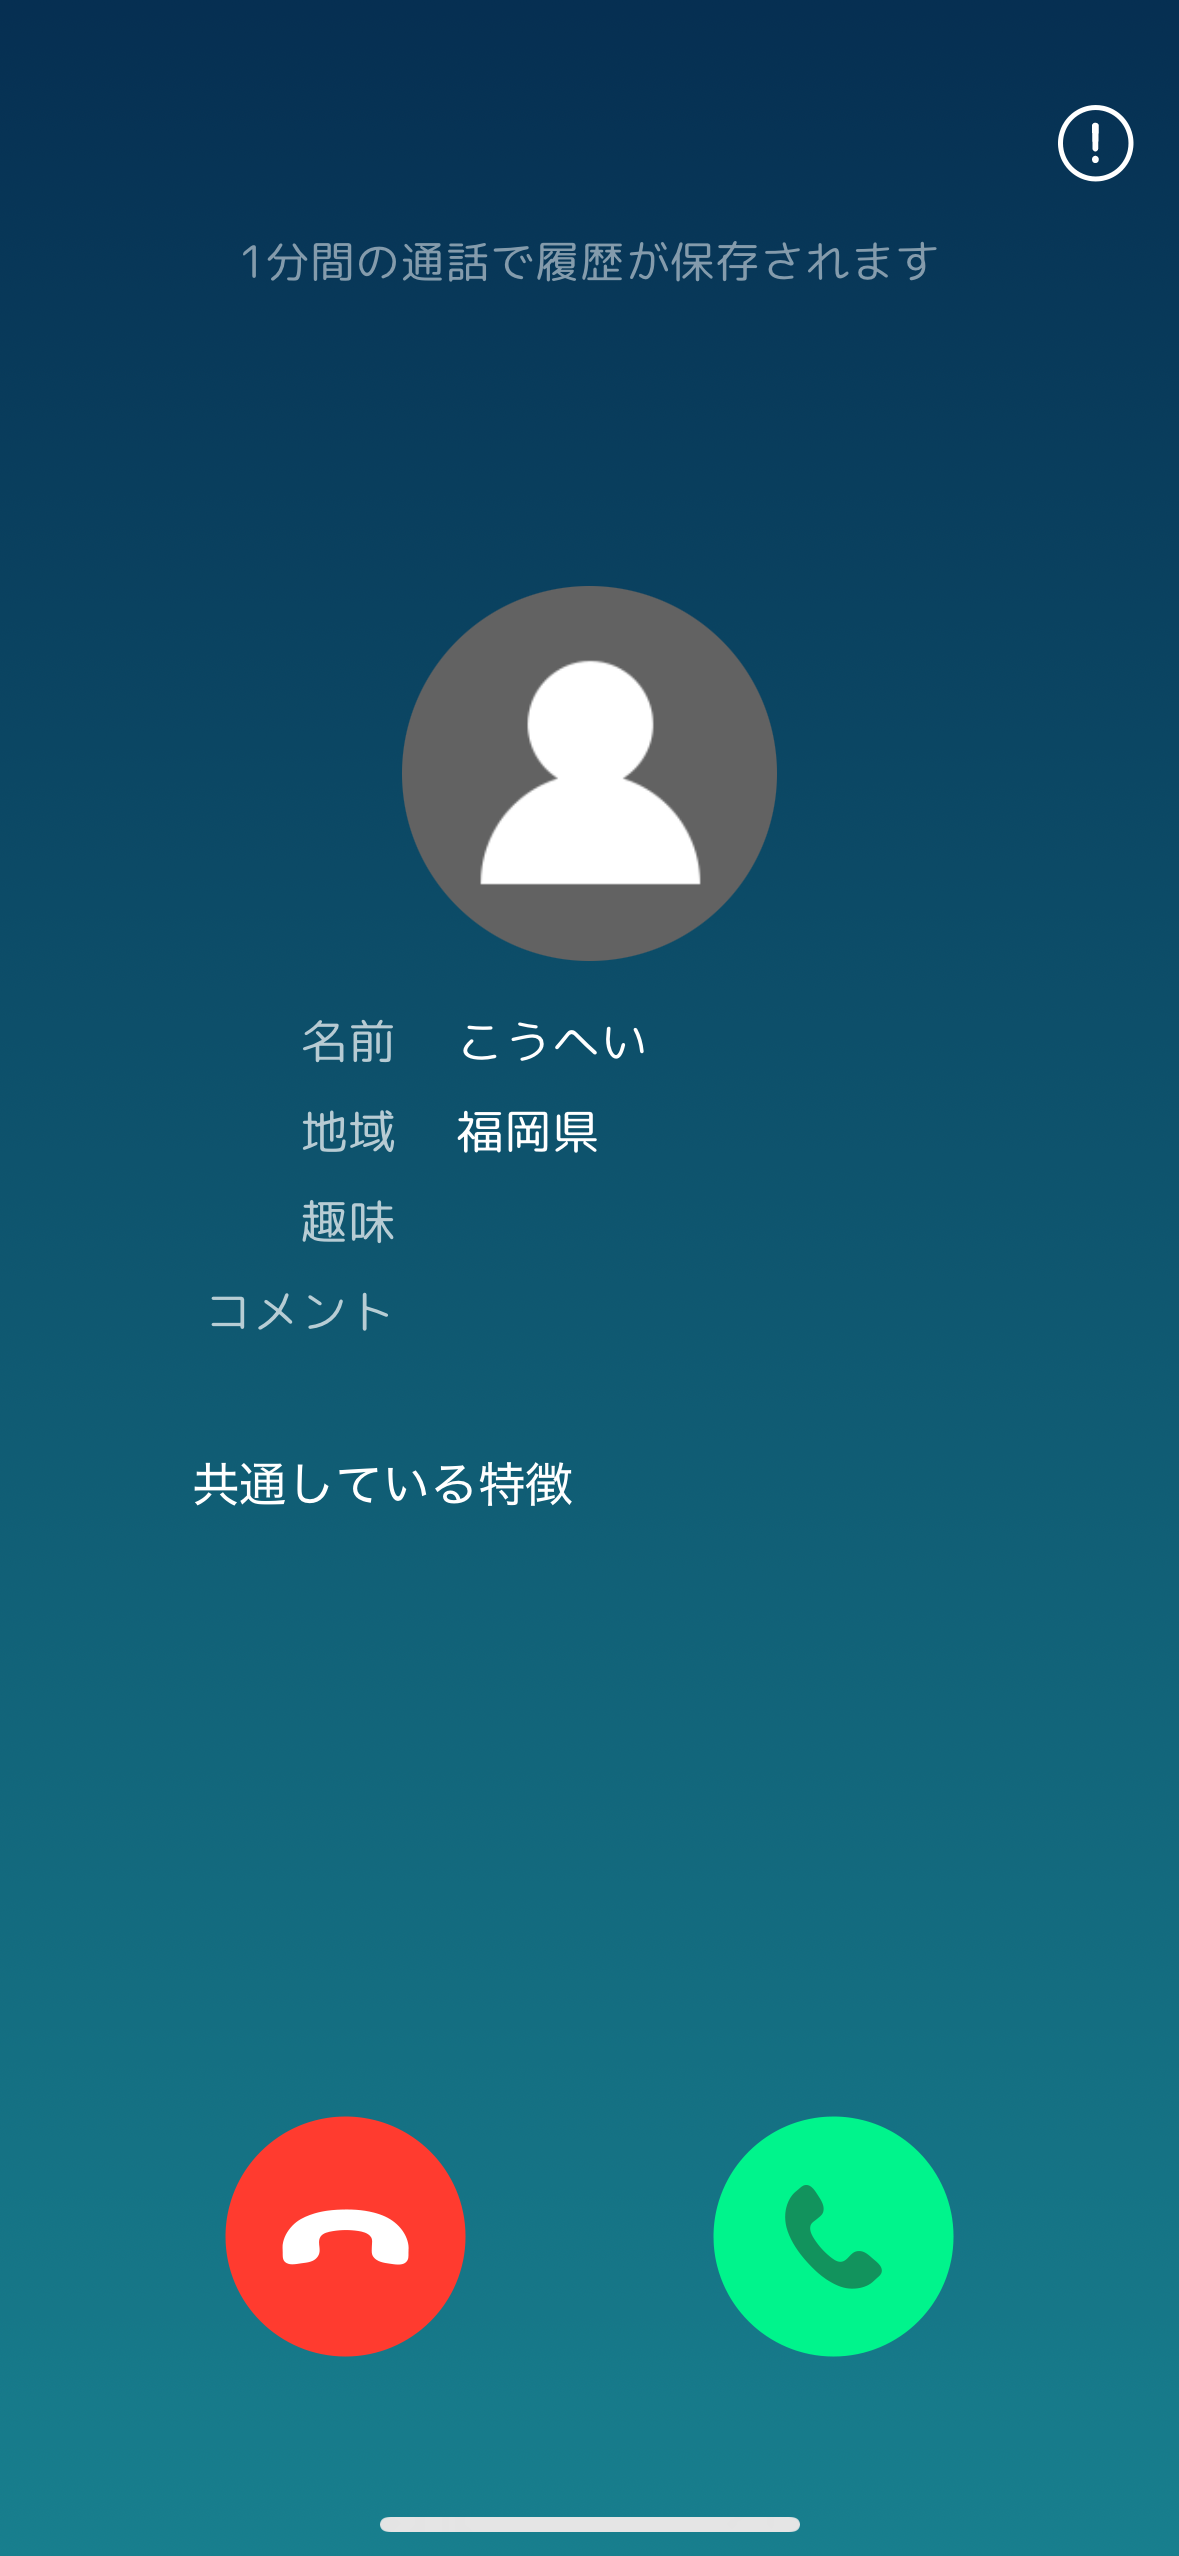 1分間の通話で履歴が保存されます
名前 こうへい
地域 福岡県
趣味
コメント
共通している特徴